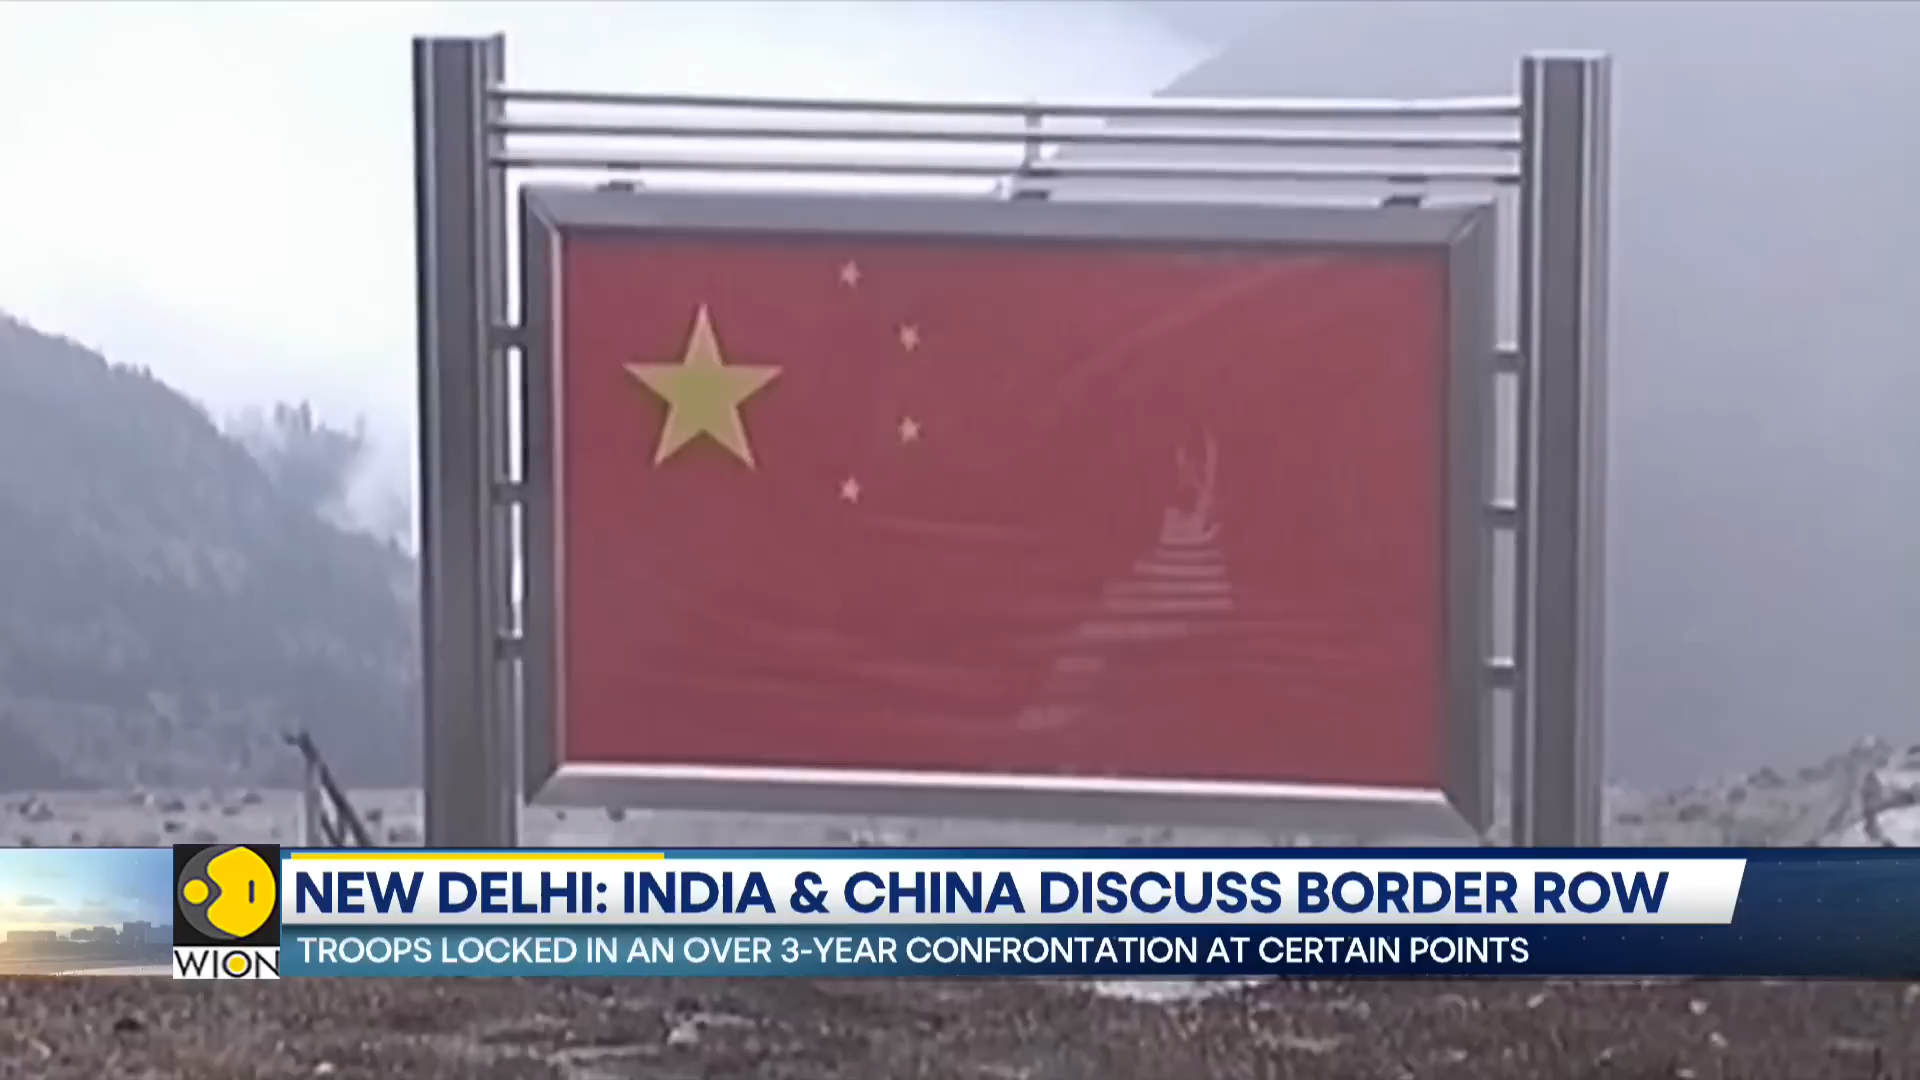 NEW DELHI: INDIA & CHINA DISCUSS BORDER ROW
TROOPS LOCKED IN AN OVER 3-YEAR CONFRONTATION AT CERTAIN POINTS
WION